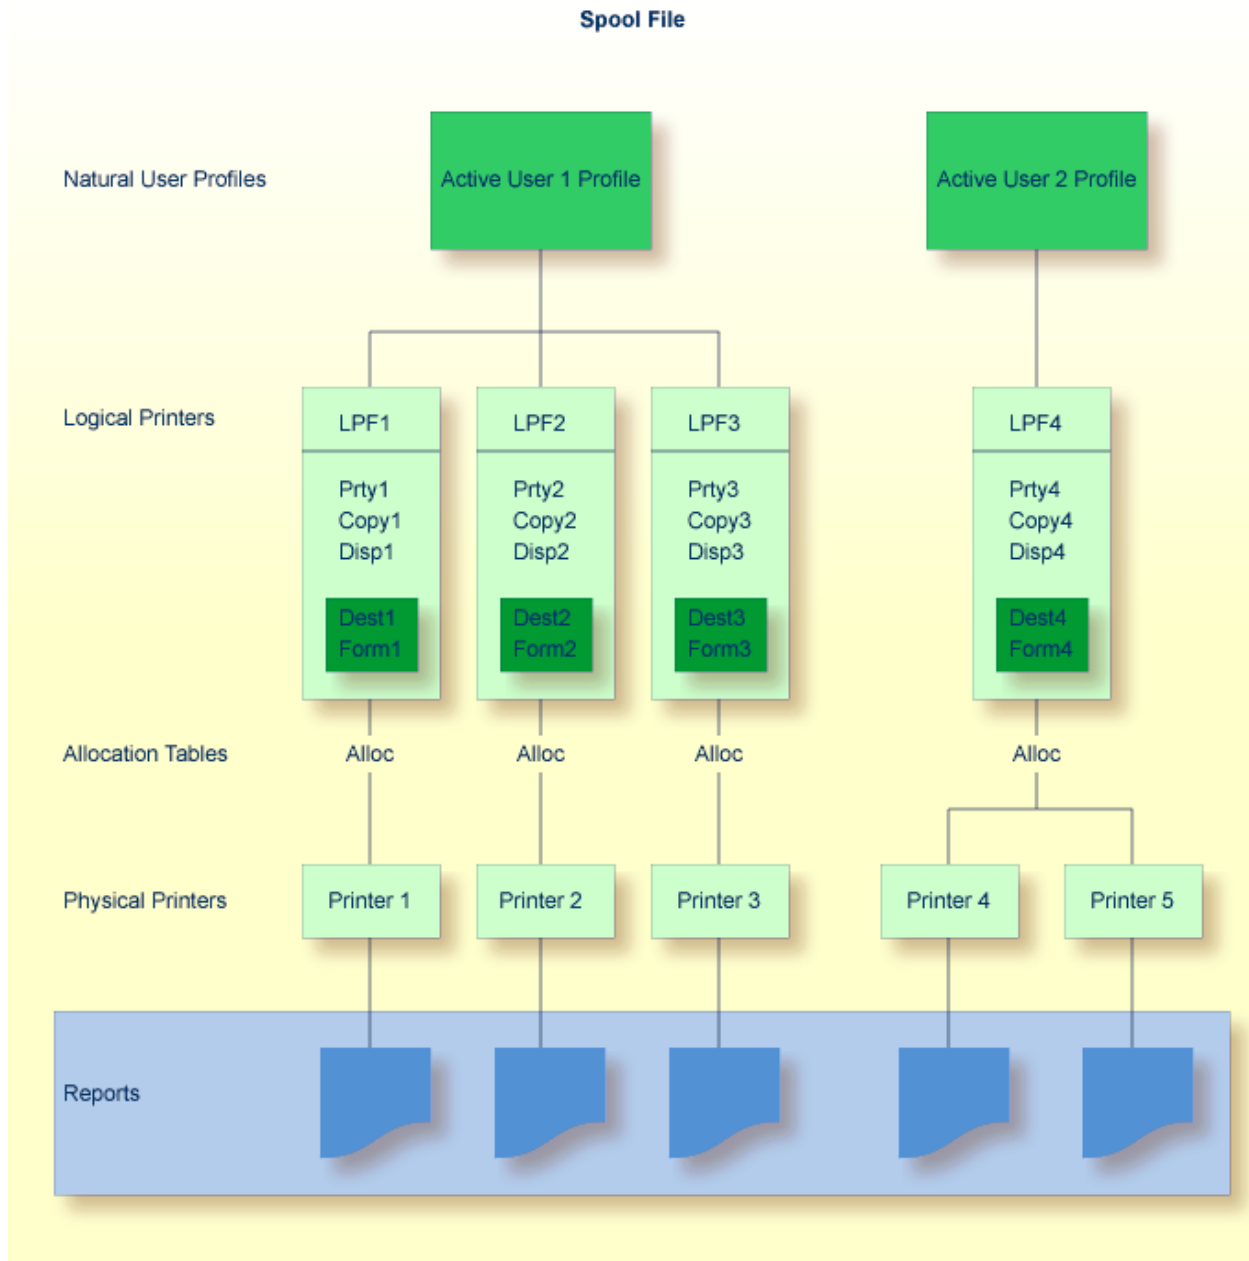 Spool File
Natural User Profiles
Active User 1 Profile
Active User 2 Profile
Logical Printers
LPF1
LPF2
LPF3
LPF4
Prty1
Copy1
Disp1
Dest1
Form1
Prty2
Copy2
Disp2
Dest2
Form2
Prty3
Copy3
Disp3
Dest3
Form3
Prty4
Copy4
Disp4
Dest4
Form4
Allocation Tables
Alloc
Alloc
Alloc
Alloc
Physical Printers
Printer 1
Printer 2
Printer 3
Printer 4
Printer 5
Reports